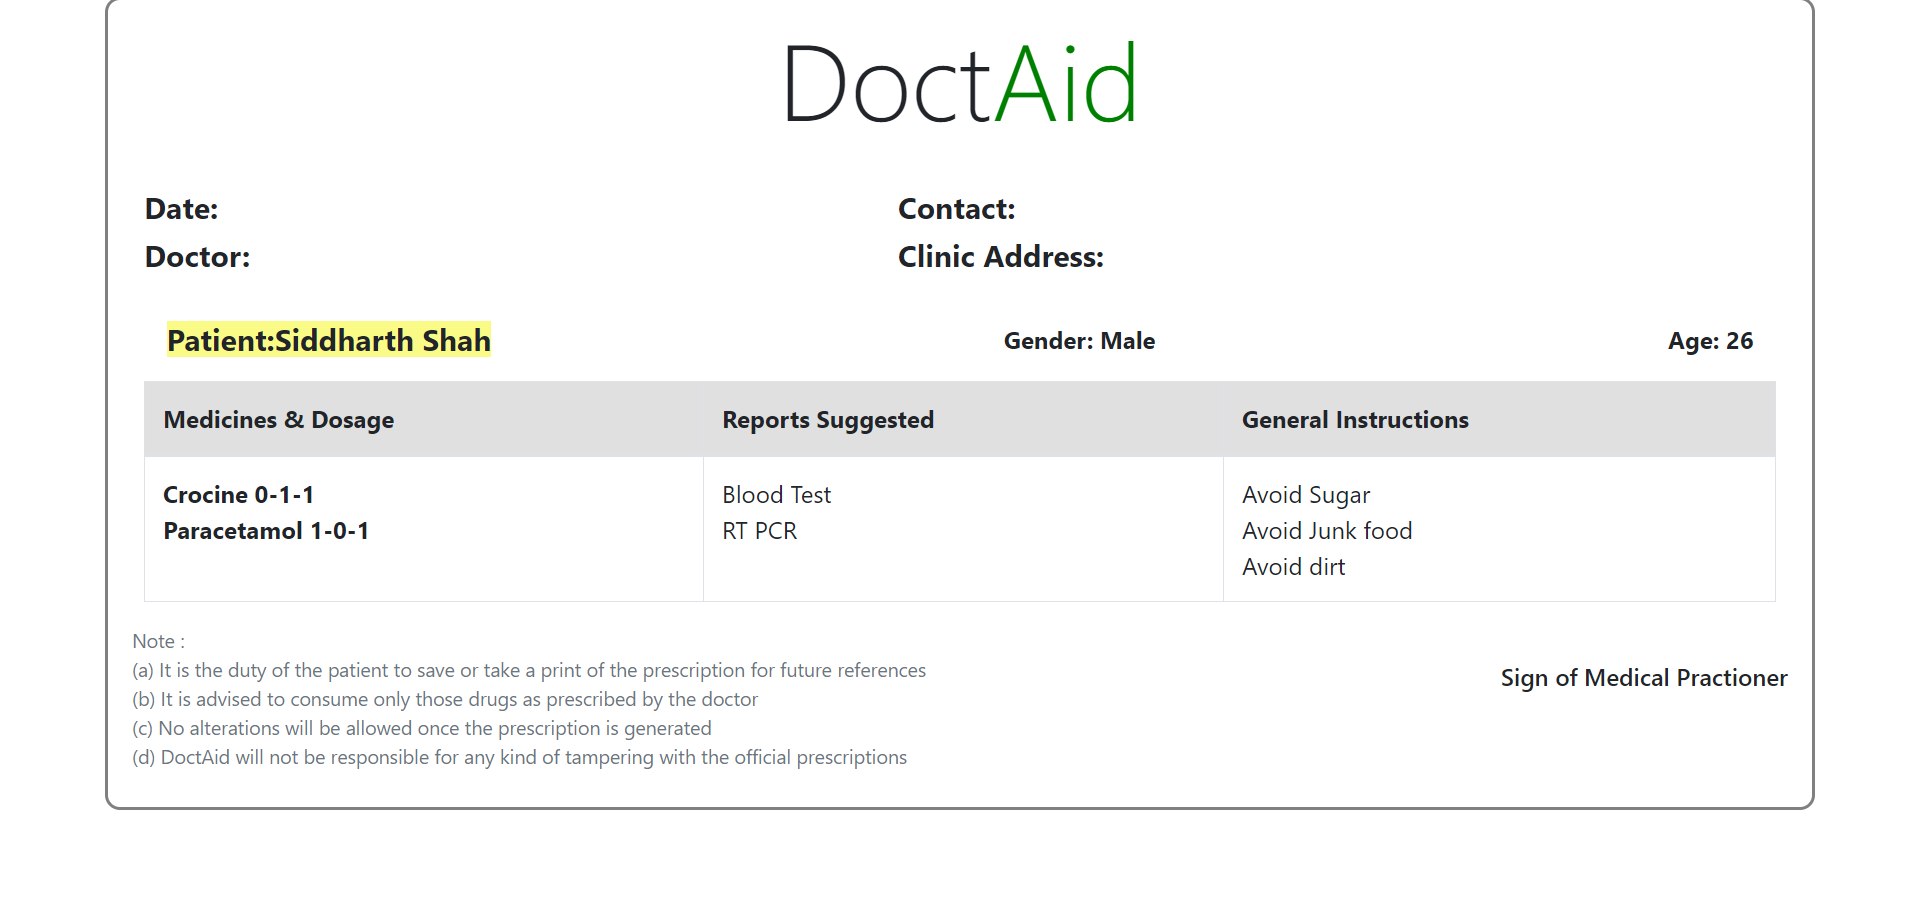 DoctAid
Date:
Contact:
Doctor:
Clinic Address:
Patient:Siddharth Shah
Gender: Male
Age: 26
Medicines & Dosage
Reports Suggested
General Instructions
Crocine 0-1-1
Paracetamol 1-0-1
Blood Test
RT PCR
Avoid Sugar
Avoid Junk food
Avoid dirt
Note :
(a) It is the duty of the patient to save or take a print of the prescription for future references
(b) It is advised to consume only those drugs as prescribed by the doctor
(c) No alterations will be allowed once the prescription is generated
(d) DoctAid will not be responsible for any kind of tampering with the official prescriptions
Sign of Medical Practioner